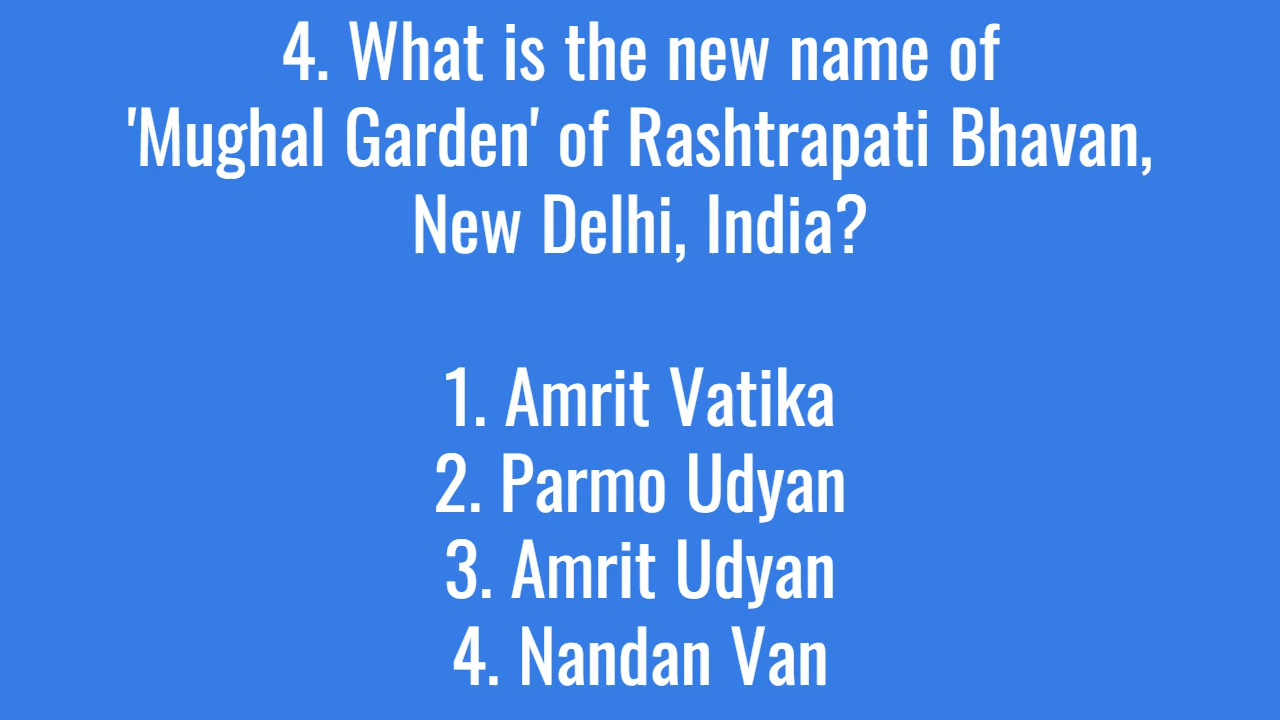 4. What is the new name of
'Mughal Garden' of Rashtrapati Bhavan,
New Delhi, India?
1. Amrit Vatika
2. Parmo Udyan
3. Amrit Udyan
4. Nandan Van